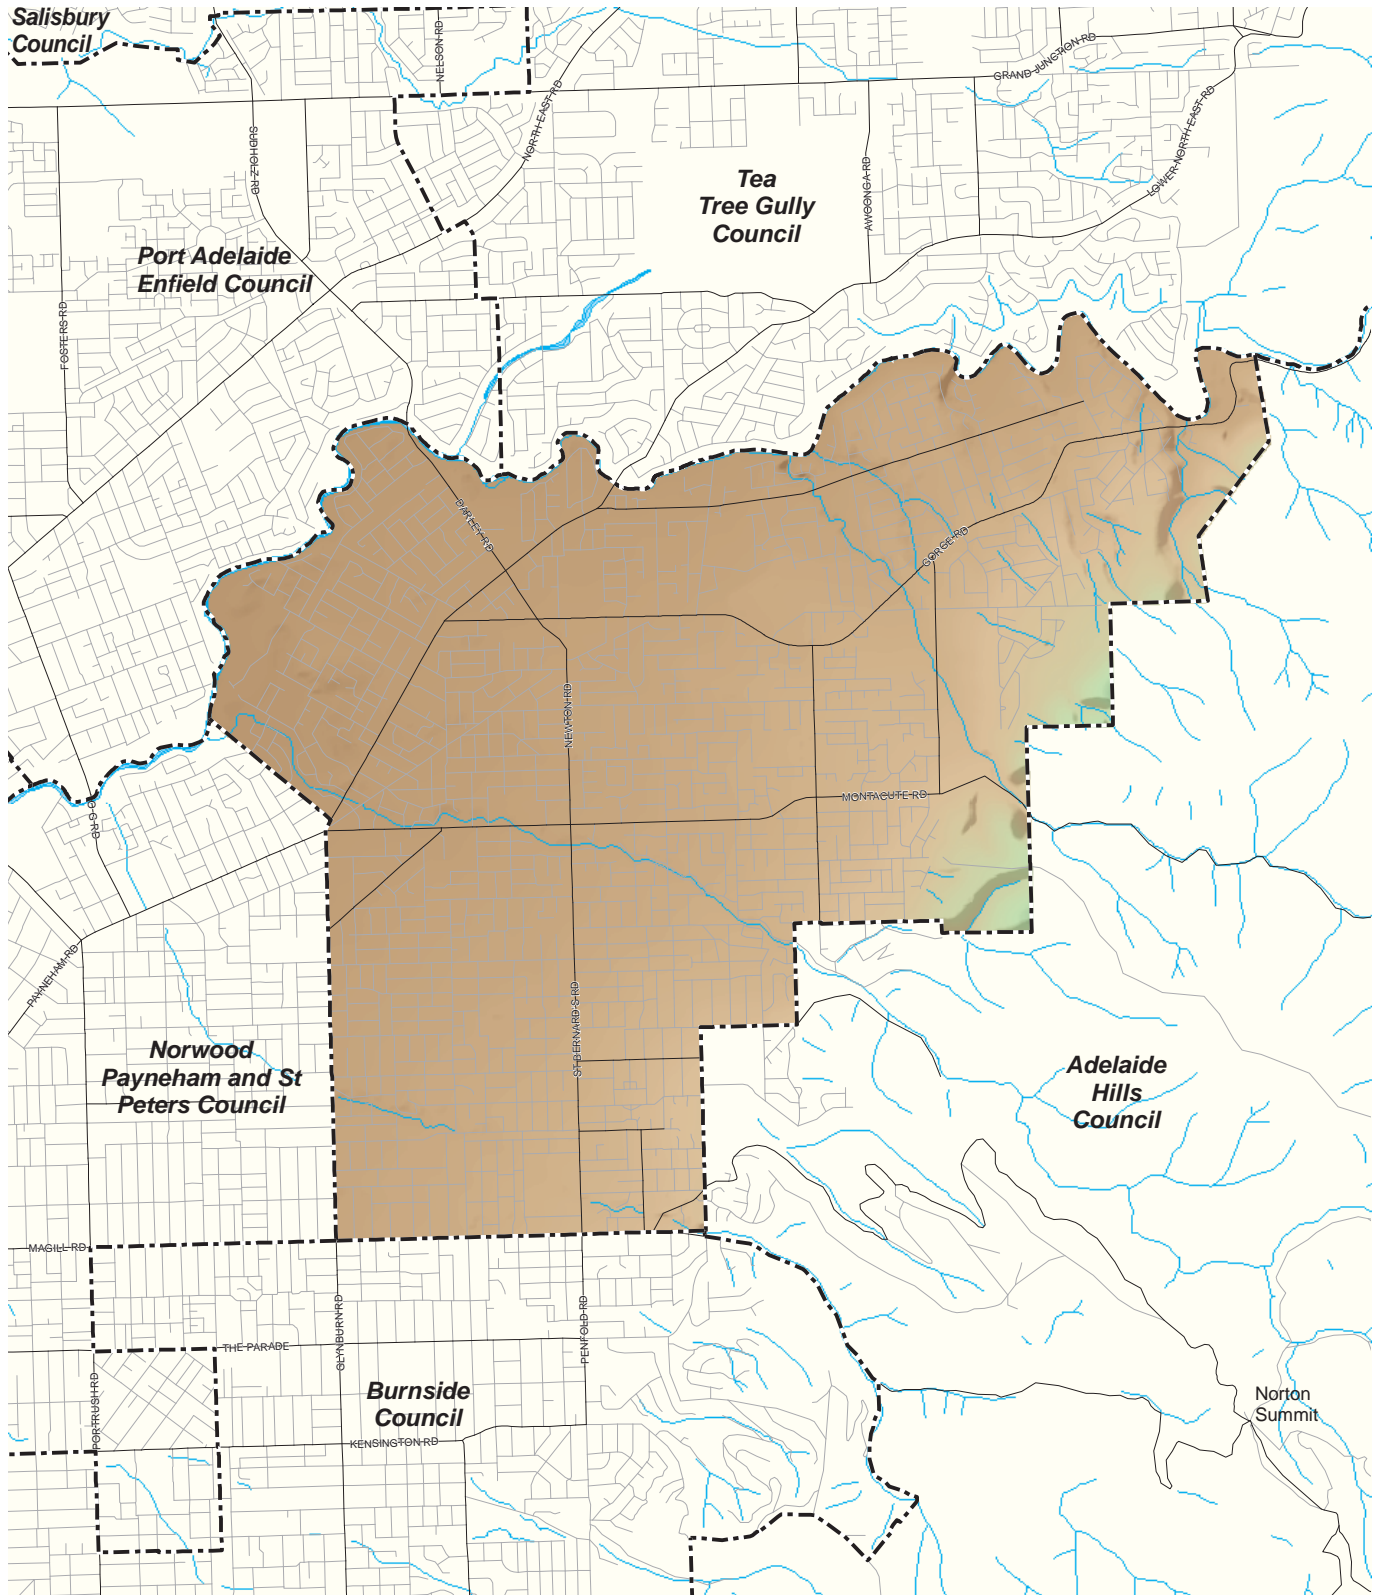 Salisbury
Council
NELSON RD
GRAND JUNCTION RD
NORTH EAST RD
SUDHOLZ RD
LOWER NORTH EAST RD
AWOONGA RD
Tea
Tree Gully
Council
Port Adelaide
Enfield Council
FOSTERS RD
DARLEY RD
GORGE RD
NEWTON RD
MONTACUTE RD
O G RD
PAYNEHAM RD
ST BERNARD S RD
Norwood
Payneham and St
Peters Council
Adelaide
Hills
Council
MAGILL RD
GLYNBURN RD
PENFOLD RD
THE PARADE
PORTRUSH RD
Burnside
Council
KENSINGTON RD
Norton
Summit